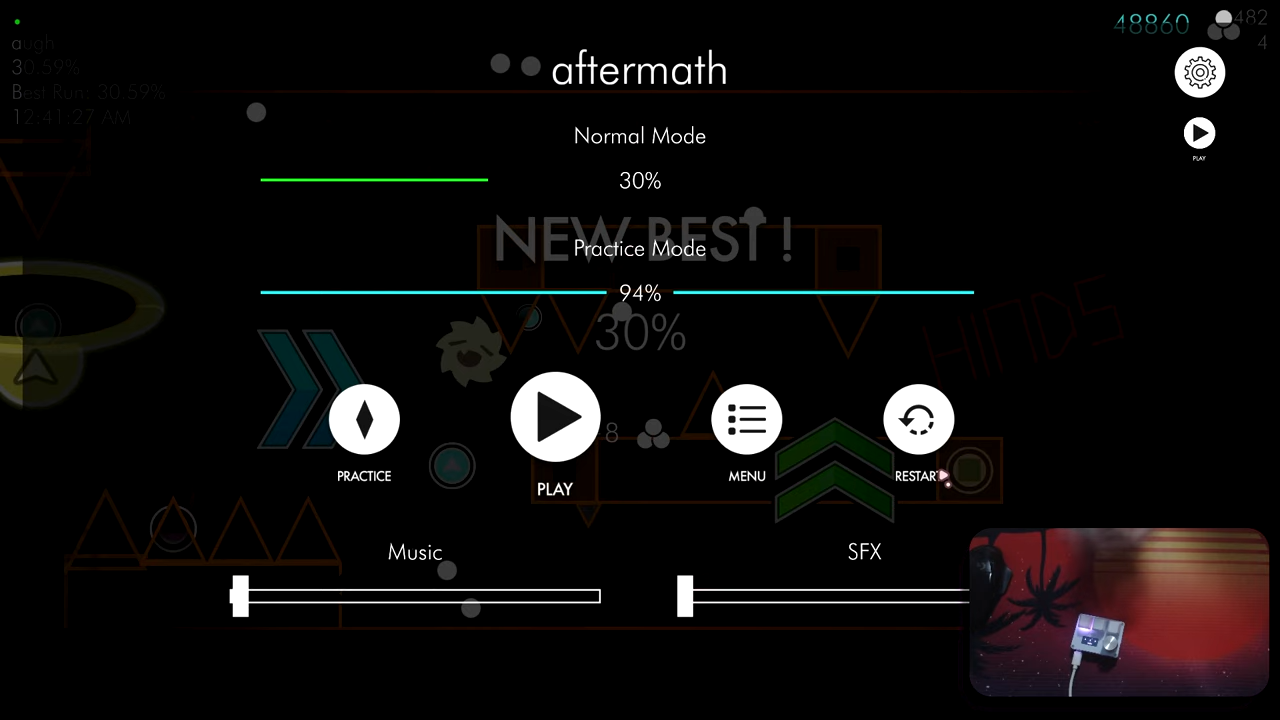 augh
30.59%
Best Run: 30.59%
12:41:27 AM
48860
482
4
aftermath
PLAY
Normal Mode
30%
NEW BEST !
Practice Mode
94%
30%
HINDS
8
PRACTICE
PLAY
MENU
RESTART
Music
SFX